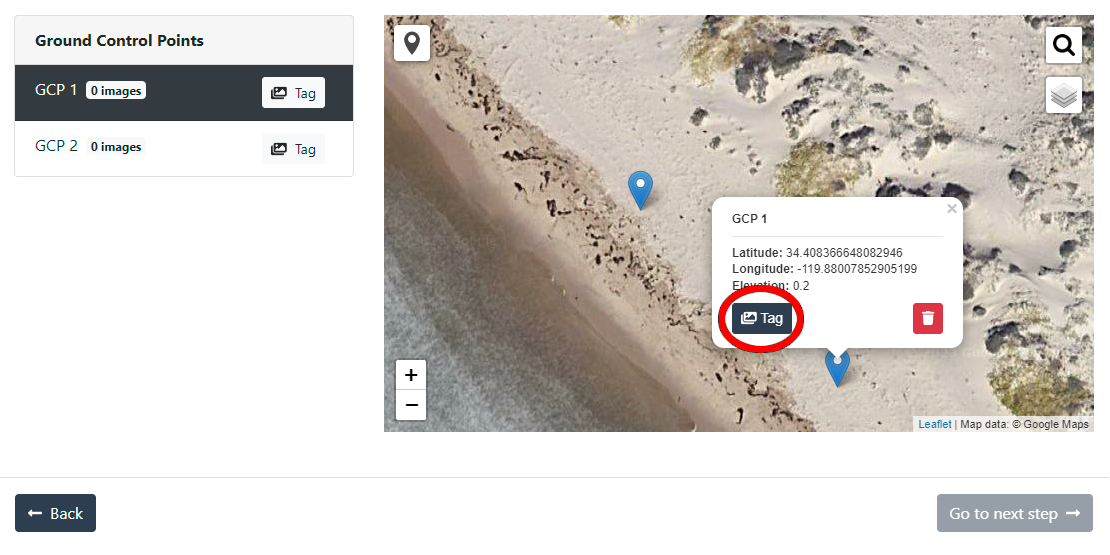 Ground Control Points
GCP 1 0 images Tag
GCP 2 0 images Tag
GCP 1
×
Latitude: 34.408366648082946
Longitude: -119.88007852905199
Elevation: 0.2
Tag
+
−
Leaflet | Map data: © Google Maps
← Back
Go to next step →